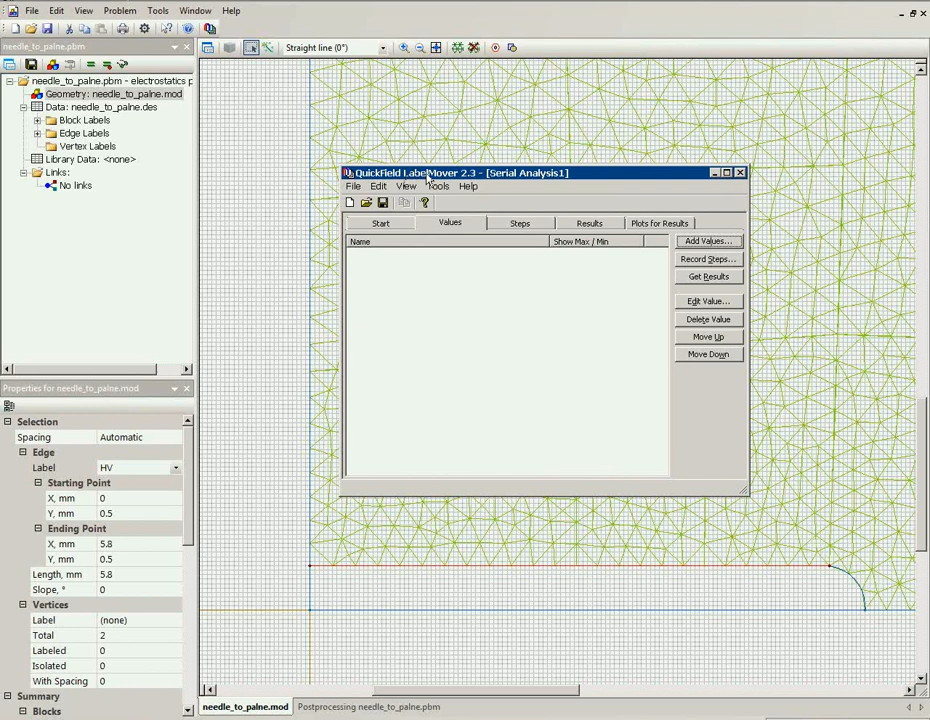 File Edit View Problem Tools Window Help
Straight line (0°)
needle_to_palne.pbm
needle_to_palne.pbm - electrostatics p
Geometry: needle_to_palne.mod
Data: needle_to_palne.des
Block Labels
Edge Labels
Vertex Labels
Library Data: <none>
Links:
No links
Properties for needle_to_palne.mod
Selection
Spacing Automatic
Edge
Label HV
Starting Point
X, mm 0
Y, mm 0.5
Ending Point
X, mm 5.8
Y, mm 0.5
Length, mm 5.8
Slope, ° 0
Vertices
Label (none)
Total 2
Labeled 0
Isolated 0
With Spacing 0
Summary
Blocks
QuickField LabelMover 2.3 - [Serial Analysis1]
File Edit View Tools Help
Start Values Steps Results Plots for Results
Name Show Max / Min
Add Values...
Record Steps...
Get Results
Edit Value...
Delete Value
Move Up
Move Down
needle_to_palne.mod Postprocessing needle_to_palne.pbm